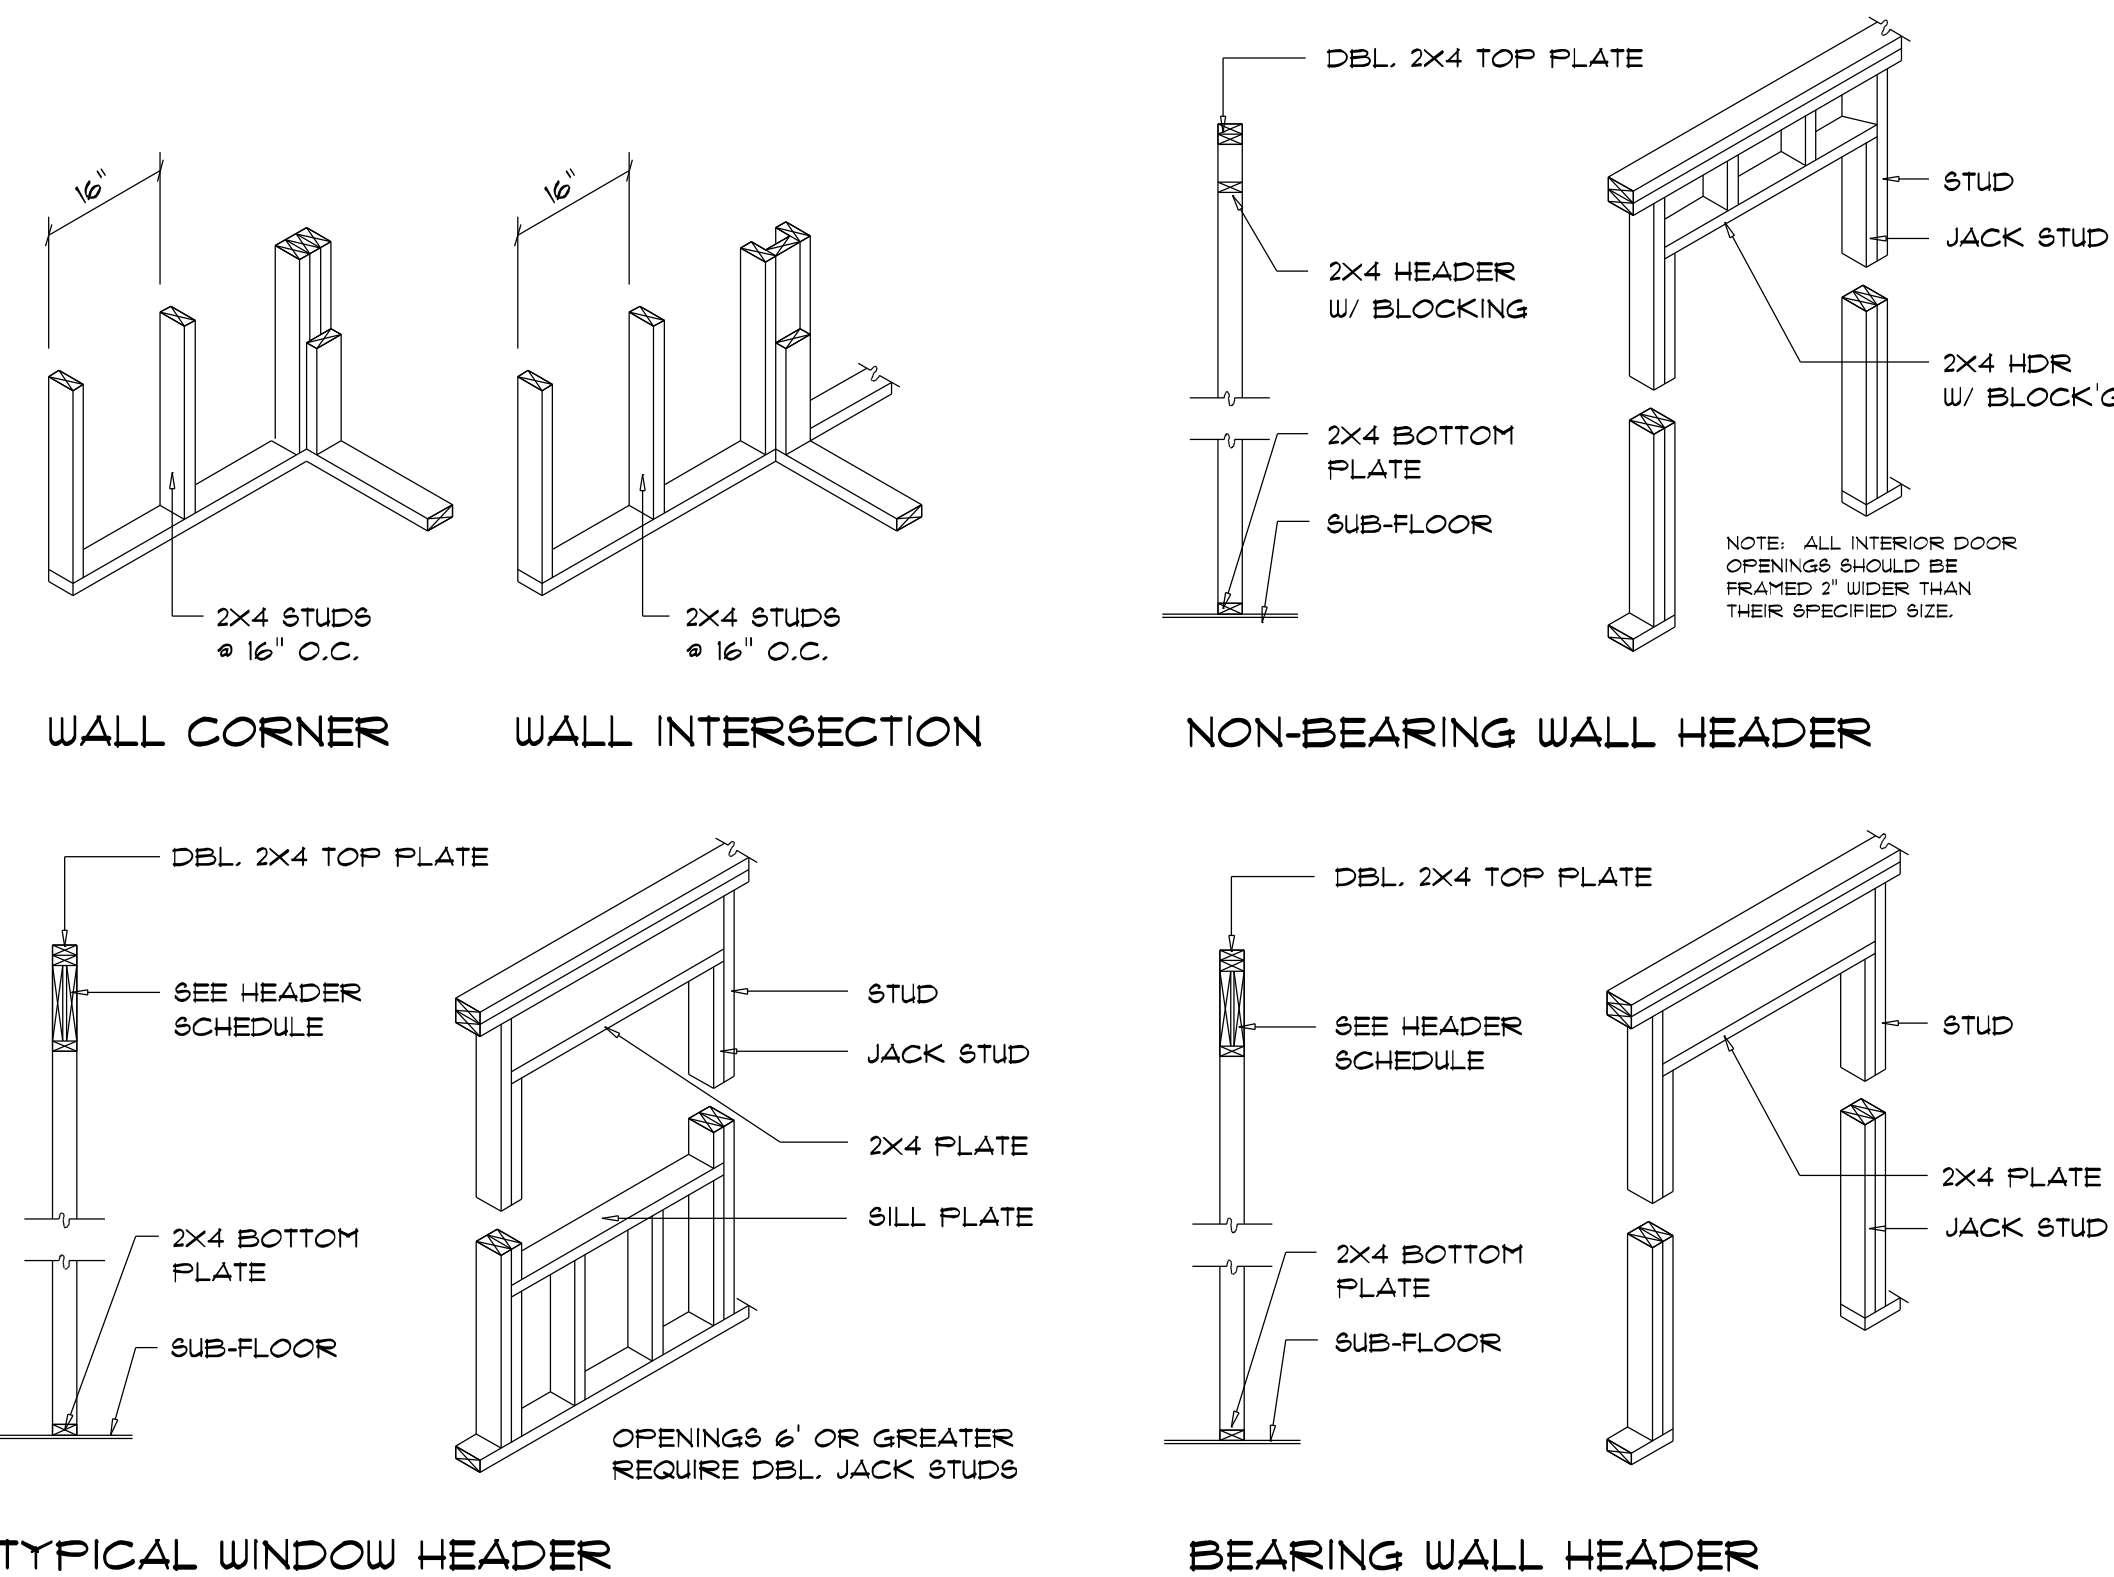 16"
2X4 STUDS
@ 16" O.C.
WALL CORNER
16"
2X4 STUDS
@ 16" O.C.
WALL INTERSECTION
DBL. 2X4 TOP PLATE
2X4 HEADER
W/ BLOCKING
2X4 BOTTOM
PLATE
SUB-FLOOR
STUD
JACK STUD
2X4 HDR
W/ BLOCK'G
NOTE: ALL INTERIOR DOOR
OPENINGS SHOULD BE
FRAMED 2" WIDER THAN
THEIR SPECIFIED SIZE.
NON-BEARING WALL HEADER
DBL. 2X4 TOP PLATE
SEE HEADER
SCHEDULE
2X4 BOTTOM
PLATE
SUB-FLOOR
STUD
JACK STUD
2X4 PLATE
SILL PLATE
OPENINGS 6' OR GREATER
REQUIRE DBL. JACK STUDS
TYPICAL WINDOW HEADER
DBL. 2X4 TOP PLATE
SEE HEADER
SCHEDULE
2X4 BOTTOM
PLATE
SUB-FLOOR
STUD
2X4 PLATE
JACK STUD
BEARING WALL HEADER